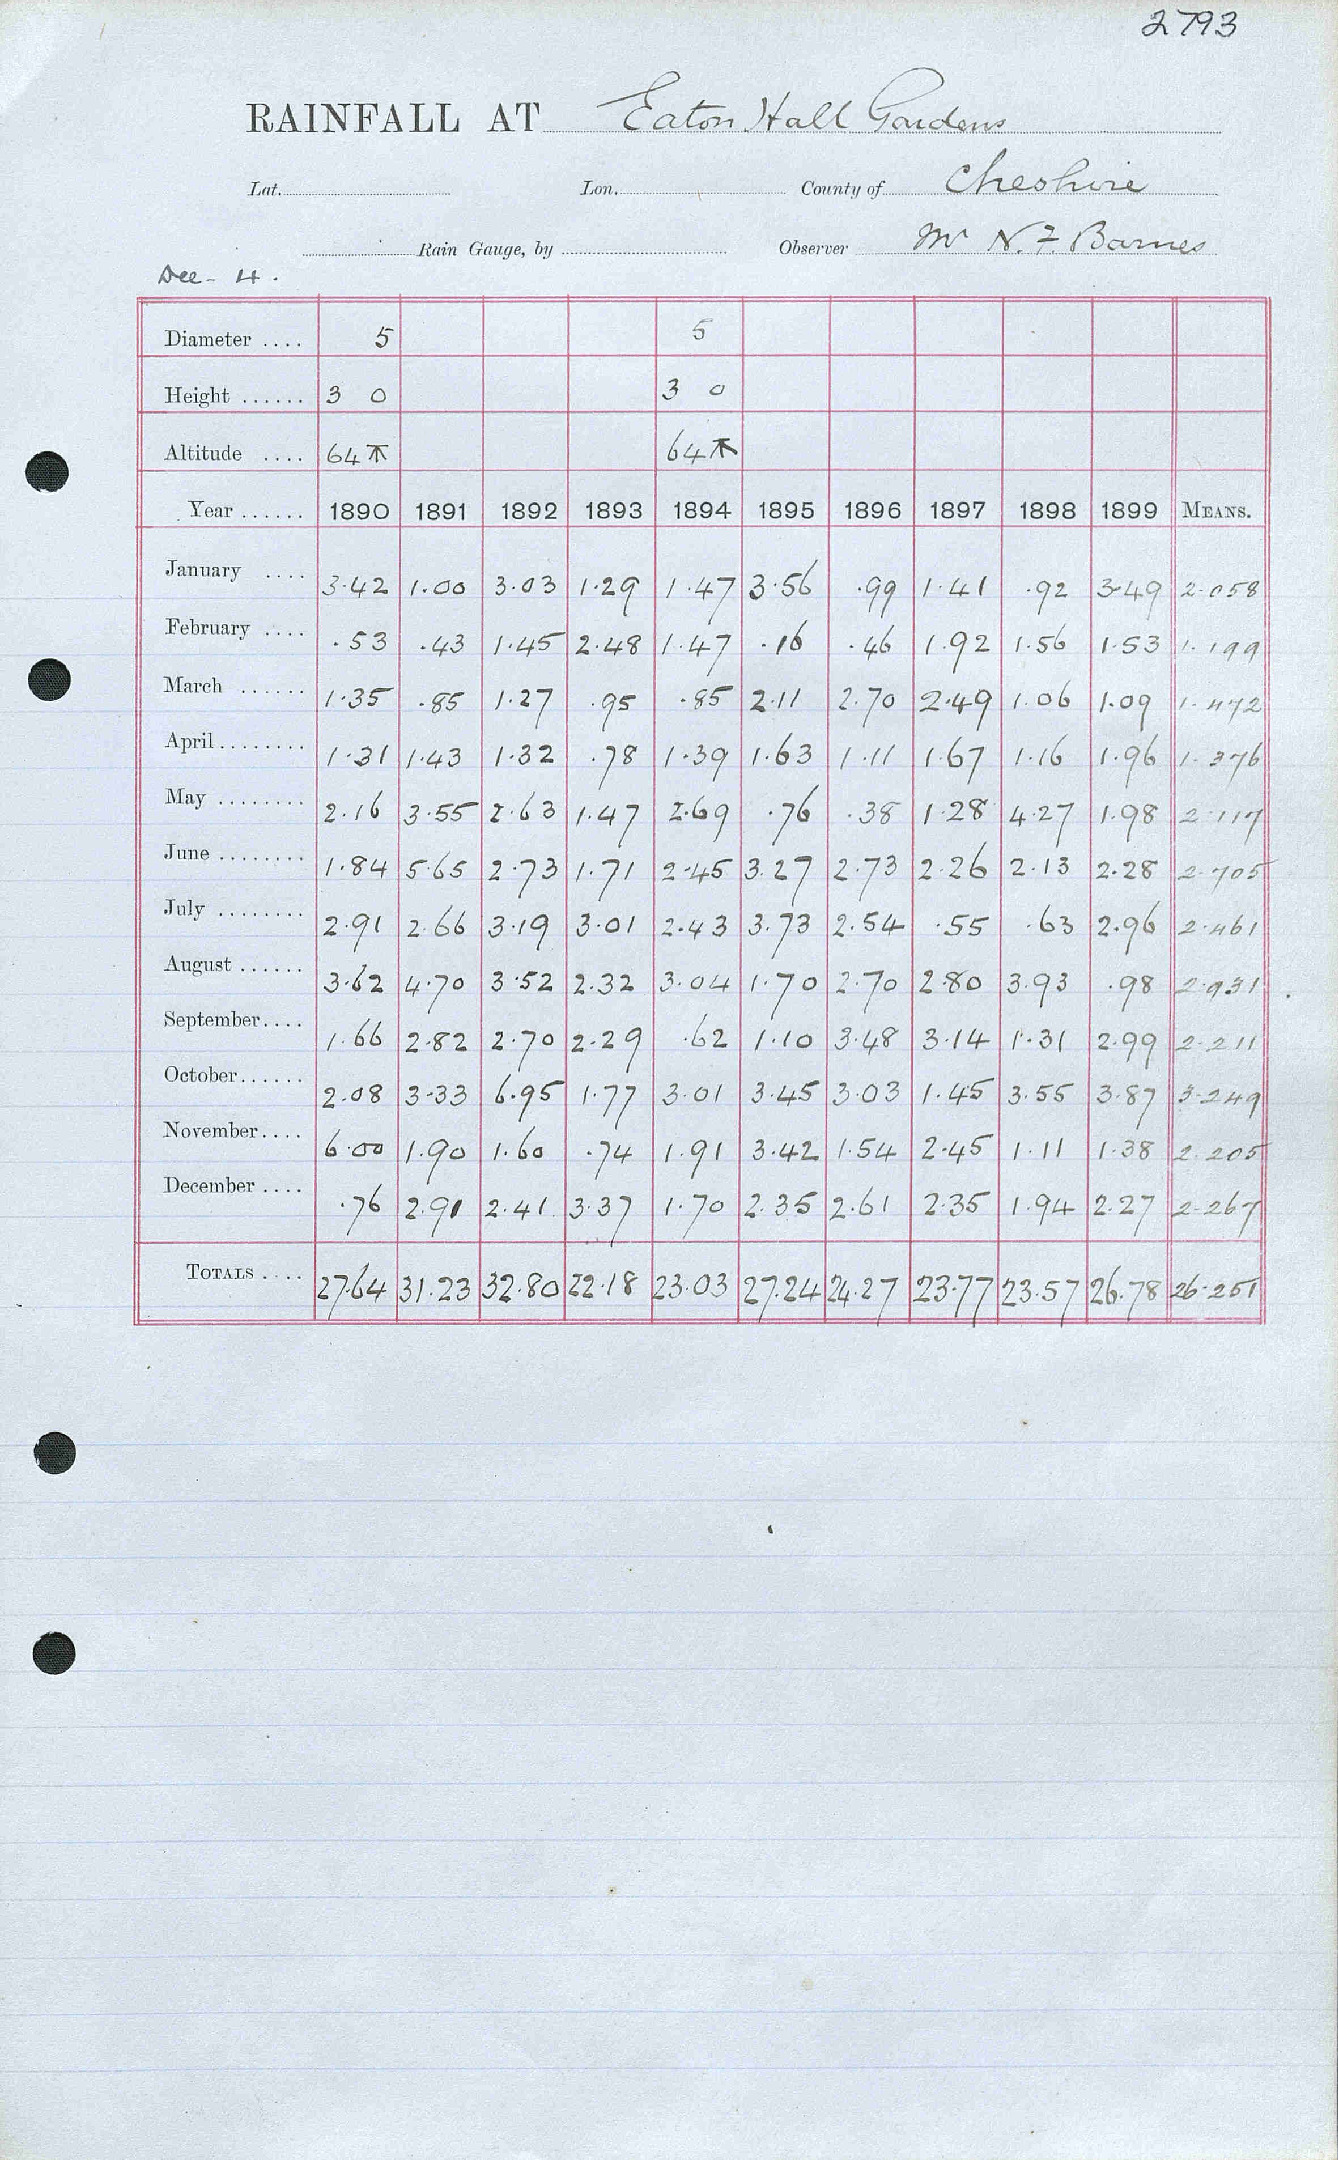 2793
RAINFALL AT Eaton Hall Gardens
Lat. Lon. County of Cheshire
Rain Gauge, by Observer Mr N. F. Barnes
Dec - 4.
Diameter .... 5 5
Height ...... 3 0 3 0
Altitude .... 64 ⊼ 64 ⊼
Year ...... 1890 1891 1892 1893 1894 1895 1896 1897 1898 1899 MEANS.
January .... 3.42 1.00 3.03 1.29 1.47 3.56 .99 1.41 .92 3.49 2.058
February .... .53 .43 1.45 2.48 1.47 .16 .46 1.92 1.56 1.53 1.199
March ...... 1.35 .85 1.27 .95 .85 2.11 2.70 2.49 1.06 1.09 1.472
April ........ 1.31 1.43 1.32 .78 1.39 1.63 1.11 1.67 1.16 1.96 1.376
May ........ 2.16 3.55 2.63 1.47 2.69 .76 .38 1.28 4.27 1.98 2.117
June ........ 1.84 5.65 2.73 1.71 2.45 3.27 2.73 2.26 2.13 2.28 2.705
July ........ 2.91 2.66 3.19 3.01 2.43 3.73 2.54 .55 .63 2.96 2.461
August ...... 3.62 4.70 3.52 2.32 3.04 1.70 2.70 2.80 3.93 .98 2.931
September .... 1.66 2.82 2.70 2.29 .62 1.10 3.48 3.14 1.31 2.99 2.211
October ...... 2.08 3.33 6.95 1.77 3.01 3.45 3.03 1.45 3.55 3.87 3.249
November .... 6.00 1.90 1.60 .74 1.91 3.42 1.54 2.45 1.11 1.38 2.205
December .... .76 2.91 2.41 3.37 1.70 2.35 2.61 2.35 1.94 2.27 2.267
TOTALS .... 27.64 31.23 32.80 22.18 23.03 27.24 24.27 23.77 23.57 26.78 26.251